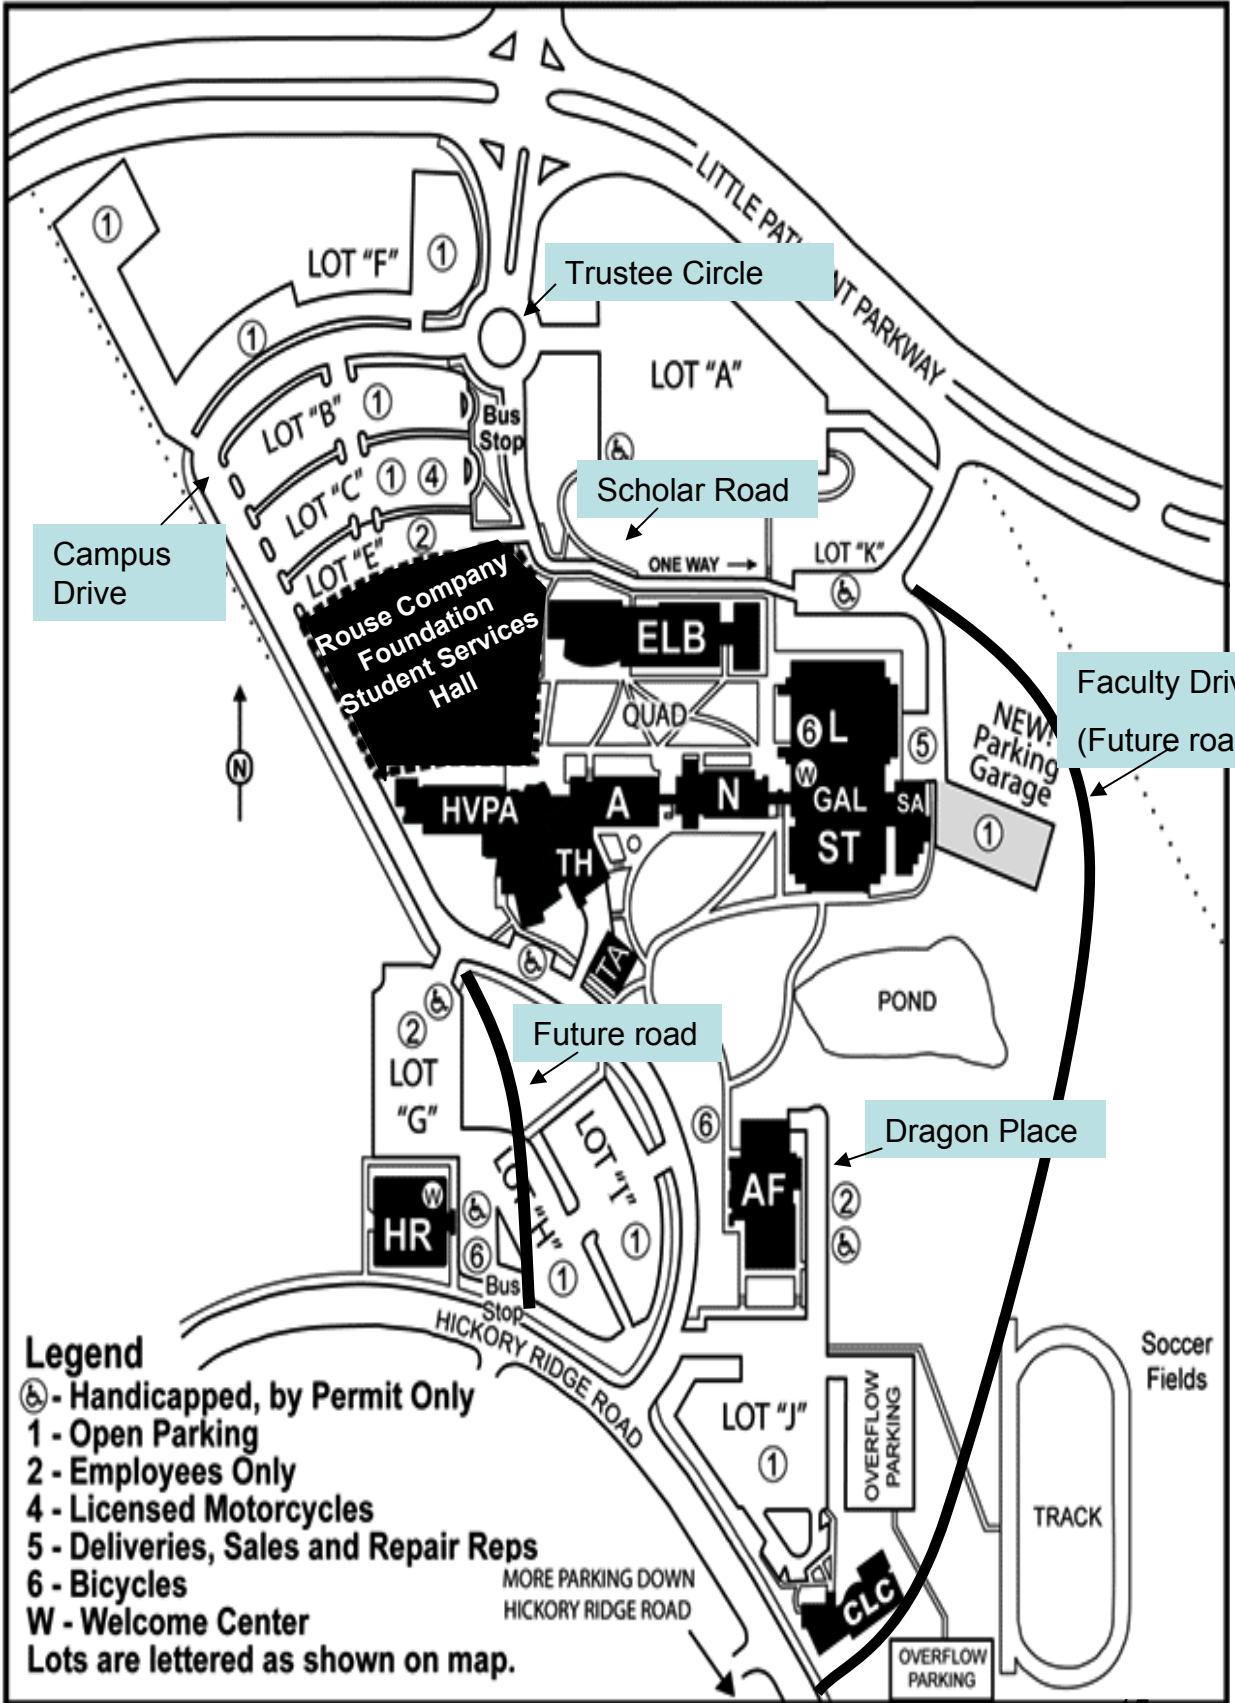 LITTLE PAT
NT PARKWAY
Trustee Circle
1
LOT "F"
1
1
LOT "A"
LOT "B"
1
Bus
Stop
LOT "C"
1
4
Scholar Road
Campus
Drive
LOT "E"
2
ONE WAY
LOT "K"
Rouse Company
Foundation
Student Services
Hall
ELB
QUAD
6
L
5
Faculty Driv
(Future roa
NEW!
Parking
Garage
N
W
HVPA
A
N
GAL
SA
1
TH
ST
TA
POND
2
LOT
"G"
Future road
LOT "I"
1
LOT "H"
1
6
Dragon Place
AF
2
W
HR
6
Bus
Stop
HICKORY RIDGE ROAD
Soccer
Fields
LOT "J"
1
OVERFLOW
PARKING
TRACK
CLC
OVERFLOW
PARKING
MORE PARKING DOWN
HICKORY RIDGE ROAD
Legend
- Handicapped, by Permit Only
1 - Open Parking
2 - Employees Only
4 - Licensed Motorcycles
5 - Deliveries, Sales and Repair Reps
6 - Bicycles
W - Welcome Center
Lots are lettered as shown on map.